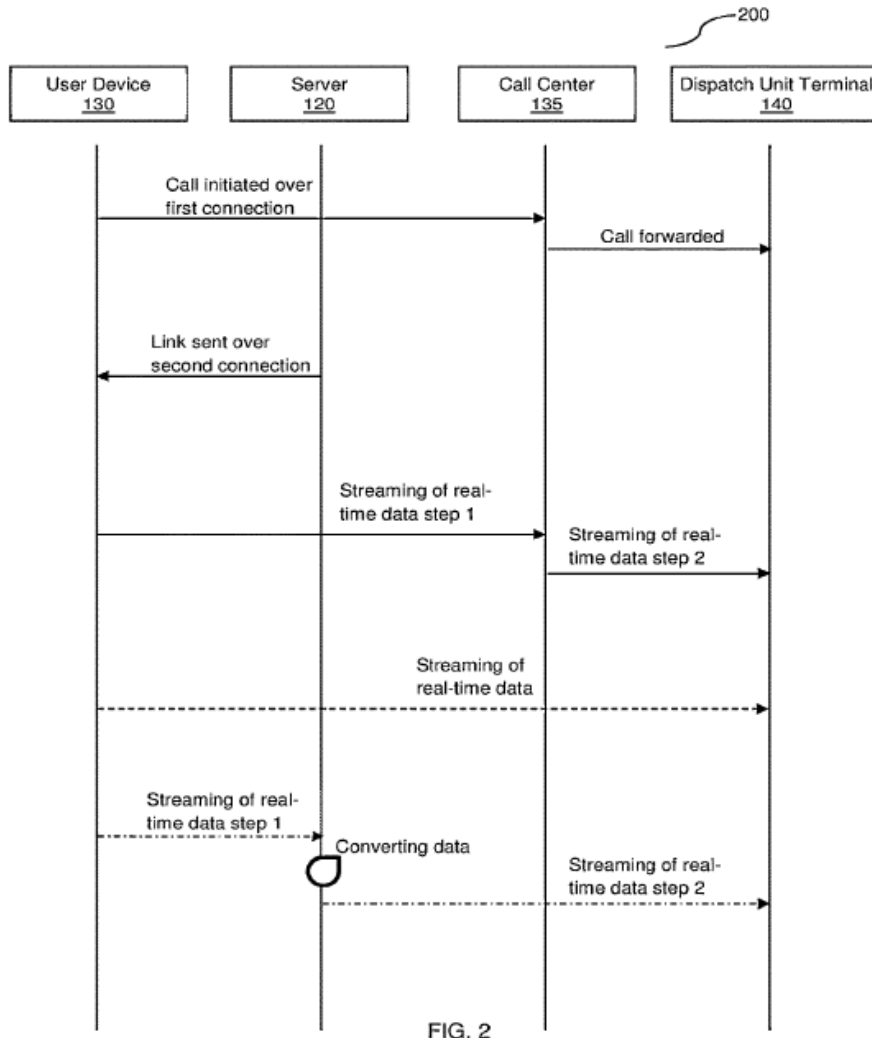 200
User Device
130
Server
120
Call Center
135
Dispatch Unit Terminal
140
Call initiated over
first connection
Call forwarded
Link sent over
second connection
Streaming of real-
time data step 1
Streaming of real-
time data step 2
Streaming of
real-time data
Streaming of real-
time data step 1
Converting data
Streaming of real-
time data step 2
FIG. 2